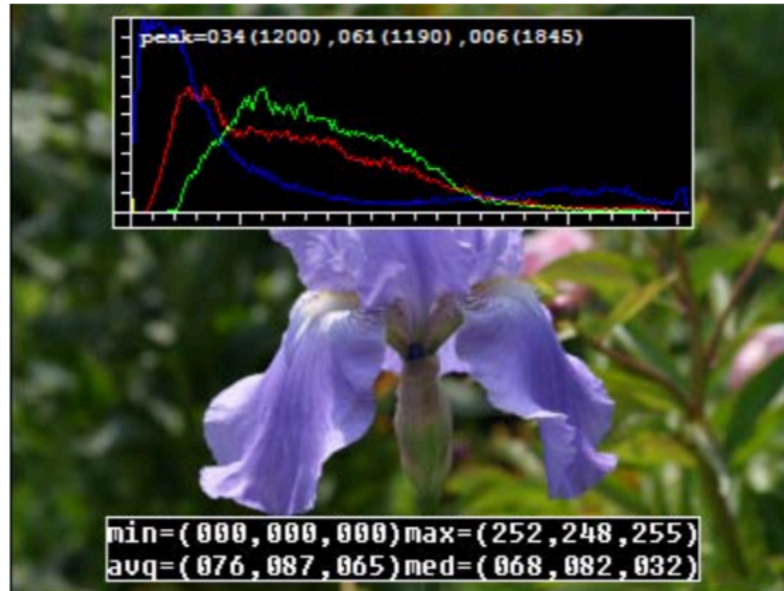 peak=034(1200),061(1190),006(1845)
min=(000,000,000)max=(252,248,255)
avg=(076,087,065)med=(068,082,032)